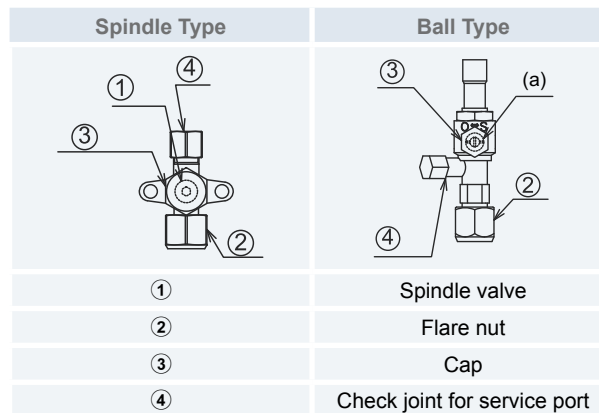 Spindle Type Ball Type
④
①
③
②
③
(a)
O S
②
④
① Spindle valve
② Flare nut
③ Cap
④ Check joint for service port